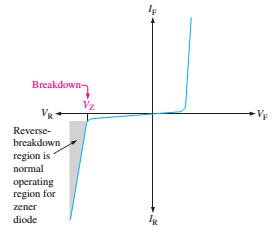 I_F
Breakdown
V_Z
V_R
V_F
Reverse-
breakdown
region is
normal
operating
region for
zener
diode
I_R